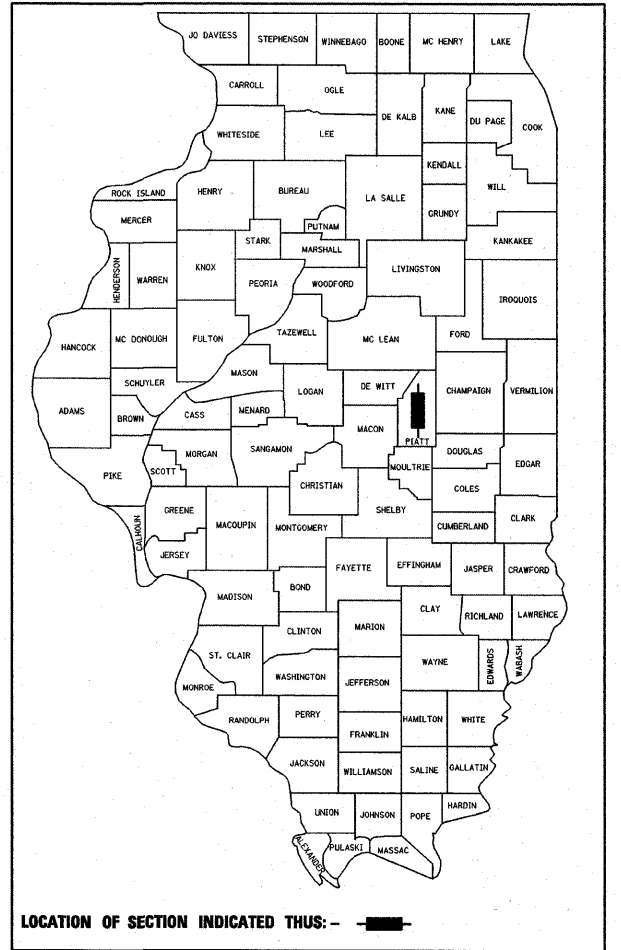 JO DAVIESS STEPHENSON WINNEBAGO BOONE MC HENRY LAKE
CARROLL OGLE DE KALB KANE DU PAGE COOK
WHITESIDE LEE
KENDALL
ROCK ISLAND HENRY BUREAU LA SALLE GRUNDY WILL
MERCER PUTNAM
STARK MARSHALL KANKAKEE
HENDERSON WARREN KNOX PEORIA WOODFORD LIVINGSTON IROQUOIS
HANCOCK MC DONOUGH FULTON TAZEWELL MC LEAN FORD
MASON
SCHUYLER LOGAN DE WITT CHAMPAIGN VERMILION
ADAMS BROWN CASS MENARD MACON PIATT
MORGAN SANGAMON DOUGLAS EDGAR
PIKE SCOTT CHRISTIAN MOULTRIE COLES
GREENE MACOUPIN MONTGOMERY SHELBY CUMBERLAND CLARK
CALHOUN JERSEY
FAYETTE EFFINGHAM JASPER CRAWFORD
MADISON BOND
CLAY RICHLAND LAWRENCE
CLINTON MARION
ST. CLAIR WAYNE EDWARDS WABASH
WASHINGTON JEFFERSON
MONROE
RANDOLPH PERRY HAMILTON WHITE
FRANKLIN
JACKSON WILLIAMSON SALINE GALLATIN
UNION JOHNSON POPE HARDIN
ALEXANDER PULASKI MASSAC
LOCATION OF SECTION INDICATED THUS: -